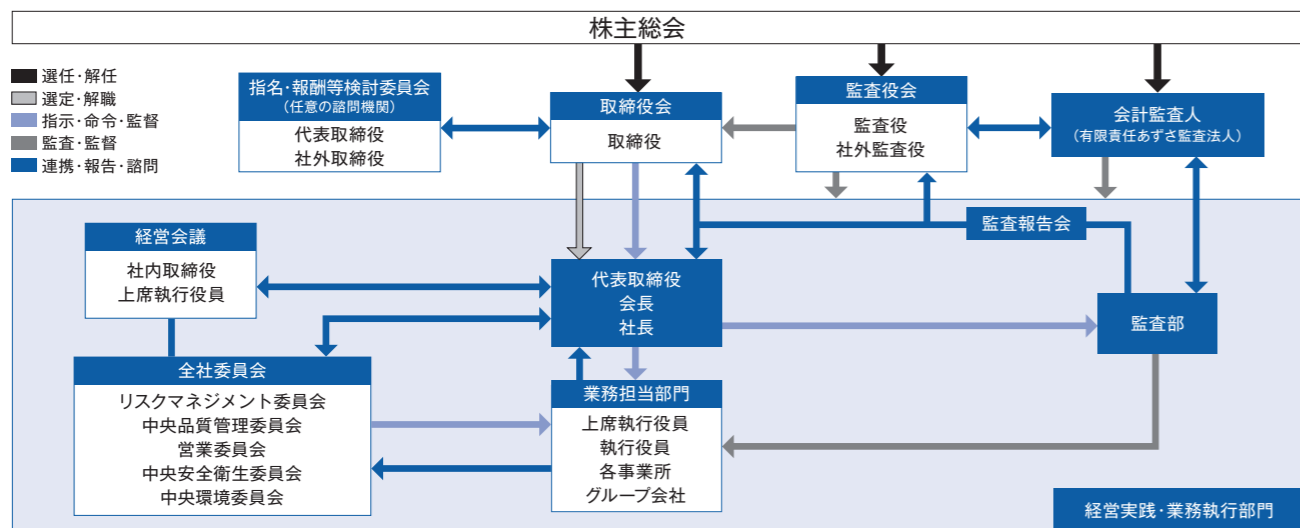 株主総会
選任・解任
選定・解職
指示・命令・監督
監査・監督
連携・報告・諮問
指名・報酬等検討委員会
（任意の諮問機関）
代表取締役
社外取締役
取締役会
取締役
監査役会
監査役
社外監査役
会計監査人
（有限責任あずさ監査法人）
監査報告会
経営会議
社内取締役
上席執行役員
代表取締役
会長
社長
監査部
全社委員会
リスクマネジメント委員会
中央品質管理委員会
営業委員会
中央安全衛生委員会
中央環境委員会
業務担当部門
上席執行役員
執行役員
各事業所
グループ会社
経営実践・業務執行部門